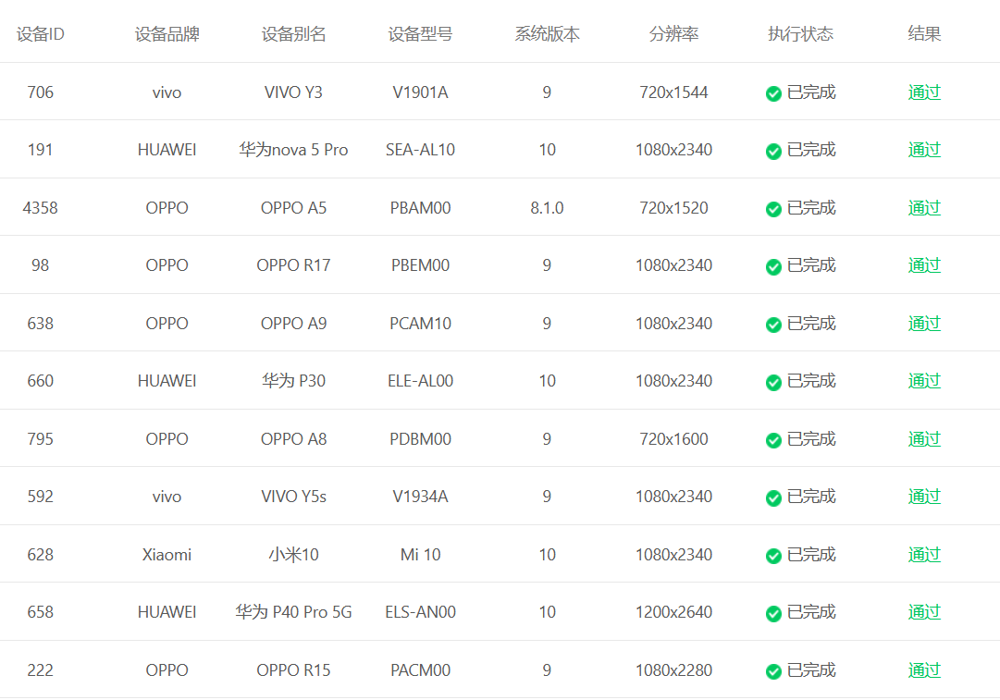 设备ID 设备品牌 设备别名 设备型号 系统版本 分辨率 执行状态 结果
706 vivo VIVO Y3 V1901A 9 720x1544 已完成 通过
191 HUAWEI 华为nova 5 Pro SEA-AL10 10 1080x2340 已完成 通过
4358 OPPO OPPO A5 PBAM00 8.1.0 720x1520 已完成 通过
98 OPPO OPPO R17 PBEM00 9 1080x2340 已完成 通过
638 OPPO OPPO A9 PCAM10 9 1080x2340 已完成 通过
660 HUAWEI 华为 P30 ELE-AL00 10 1080x2340 已完成 通过
795 OPPO OPPO A8 PDBM00 9 720x1600 已完成 通过
592 vivo VIVO Y5s V1934A 9 1080x2340 已完成 通过
628 Xiaomi 小米10 Mi 10 10 1080x2340 已完成 通过
658 HUAWEI 华为 P40 Pro 5G ELS-AN00 10 1200x2640 已完成 通过
222 OPPO OPPO R15 PACM00 9 1080x2280 已完成 通过